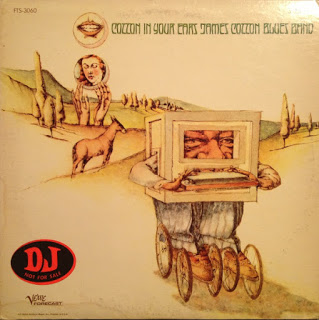 FTS-3060
COTTON IN YOUR EARS JAMES COTTON BLUES BAND
DJ
NOT FOR SALE
Verve
FORECAST